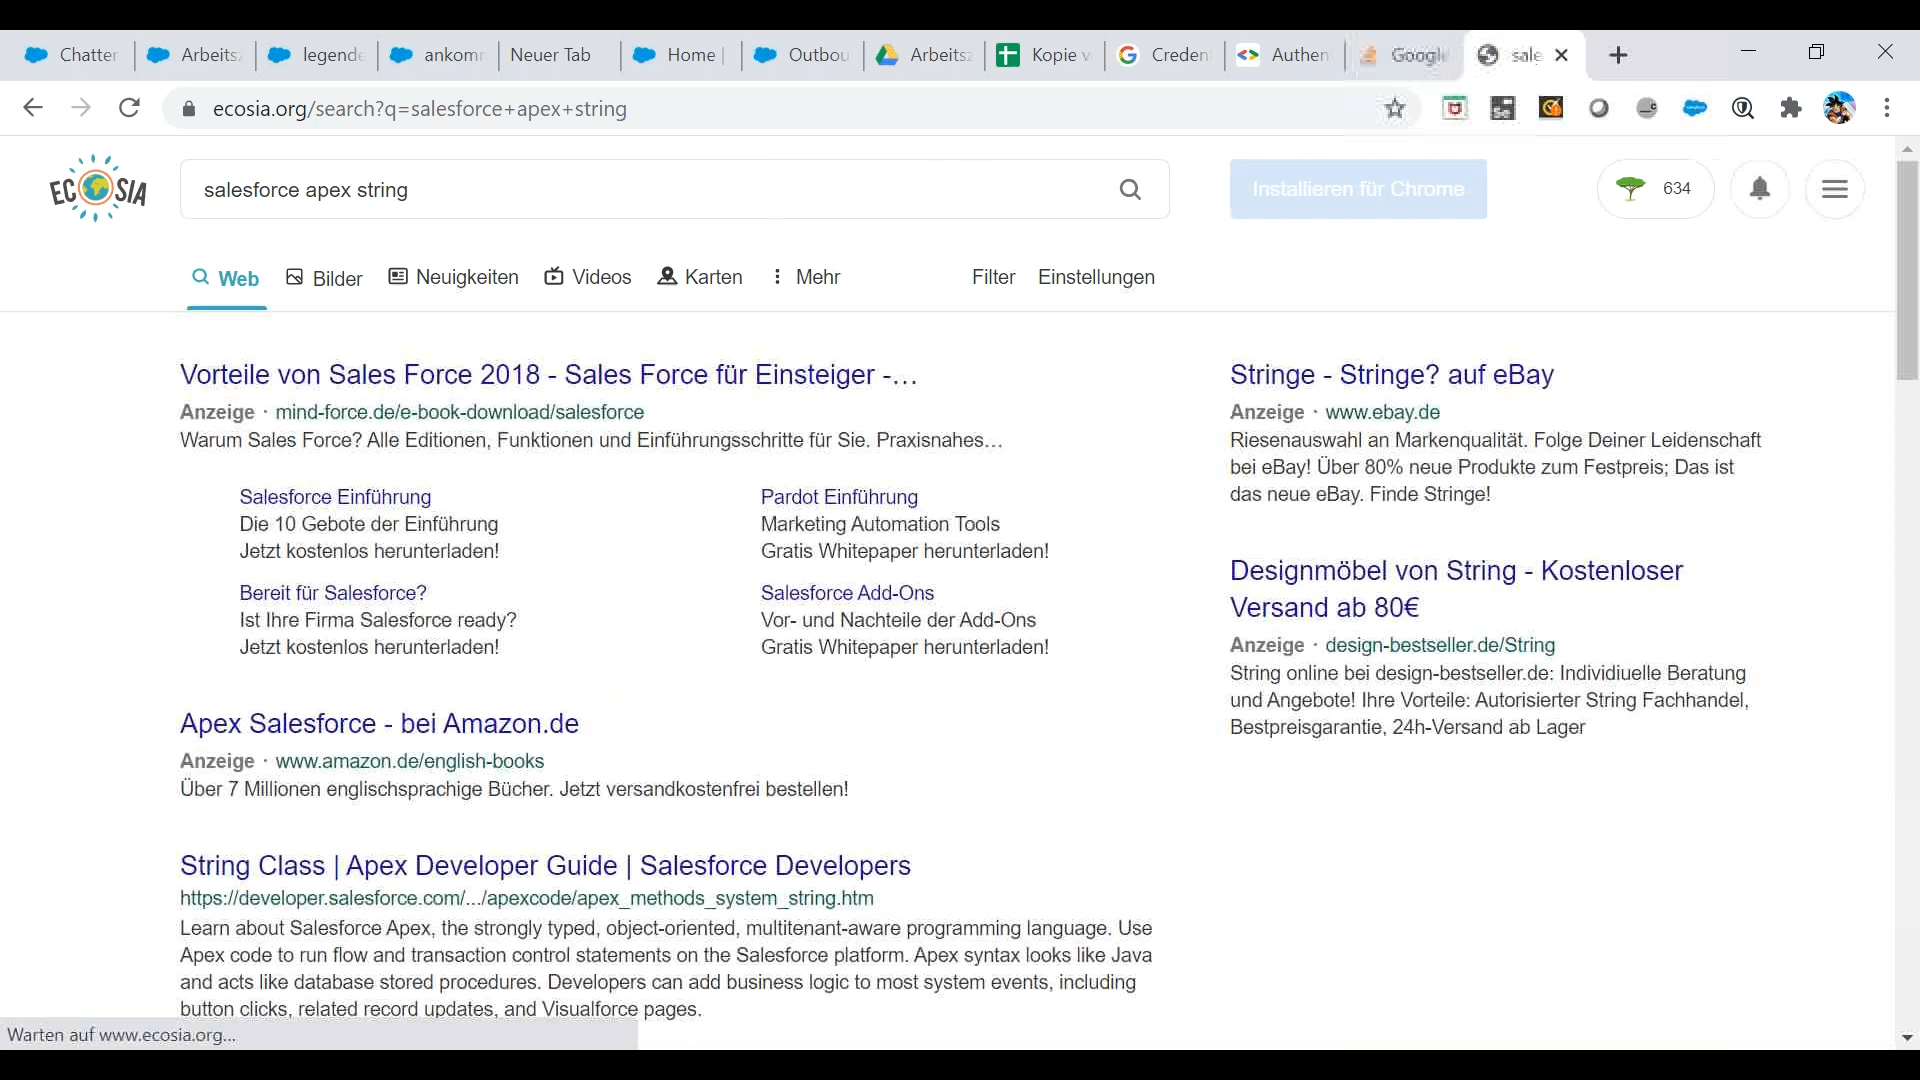 Chatter
Arbeitsz
legende
ankomm
Neuer Tab
Home |
Outbou
Arbeitsz
Kopie v
Creden
Authen
Google
sale
ecosia.org/search?q=salesforce+apex+string
ECOSIA
salesforce apex string
Installieren für Chrome
634
Web
Bilder
Neuigkeiten
Videos
Karten
Mehr
Filter
Einstellungen
Vorteile von Sales Force 2018 - Sales Force für Einsteiger -…
Anzeige · mind-force.de/e-book-download/salesforce
Warum Sales Force? Alle Editionen, Funktionen und Einführungsschritte für Sie. Praxisnahes…
Salesforce Einführung
Die 10 Gebote der Einführung
Jetzt kostenlos herunterladen!
Pardot Einführung
Marketing Automation Tools
Gratis Whitepaper herunterladen!
Bereit für Salesforce?
Ist Ihre Firma Salesforce ready?
Jetzt kostenlos herunterladen!
Salesforce Add-Ons
Vor- und Nachteile der Add-Ons
Gratis Whitepaper herunterladen!
Apex Salesforce - bei Amazon.de
Anzeige · www.amazon.de/english-books
Über 7 Millionen englischsprachige Bücher. Jetzt versandkostenfrei bestellen!
String Class | Apex Developer Guide | Salesforce Developers
https://developer.salesforce.com/.../apexcode/apex_methods_system_string.htm
Learn about Salesforce Apex, the strongly typed, object-oriented, multitenant-aware programming language. Use
Apex code to run flow and transaction control statements on the Salesforce platform. Apex syntax looks like Java
and acts like database stored procedures. Developers can add business logic to most system events, including
button clicks, related record updates, and Visualforce pages.
Stringe - Stringe? auf eBay
Anzeige · www.ebay.de
Riesenauswahl an Markenqualität. Folge Deiner Leidenschaft
bei eBay! Über 80% neue Produkte zum Festpreis; Das ist
das neue eBay. Finde Stringe!
Designmöbel von String - Kostenloser
Versand ab 80€
Anzeige · design-bestseller.de/String
String online bei design-bestseller.de: Individiuelle Beratung
und Angebote! Ihre Vorteile: Autorisierter String Fachhandel,
Bestpreisgarantie, 24h-Versand ab Lager
Warten auf www.ecosia.org...